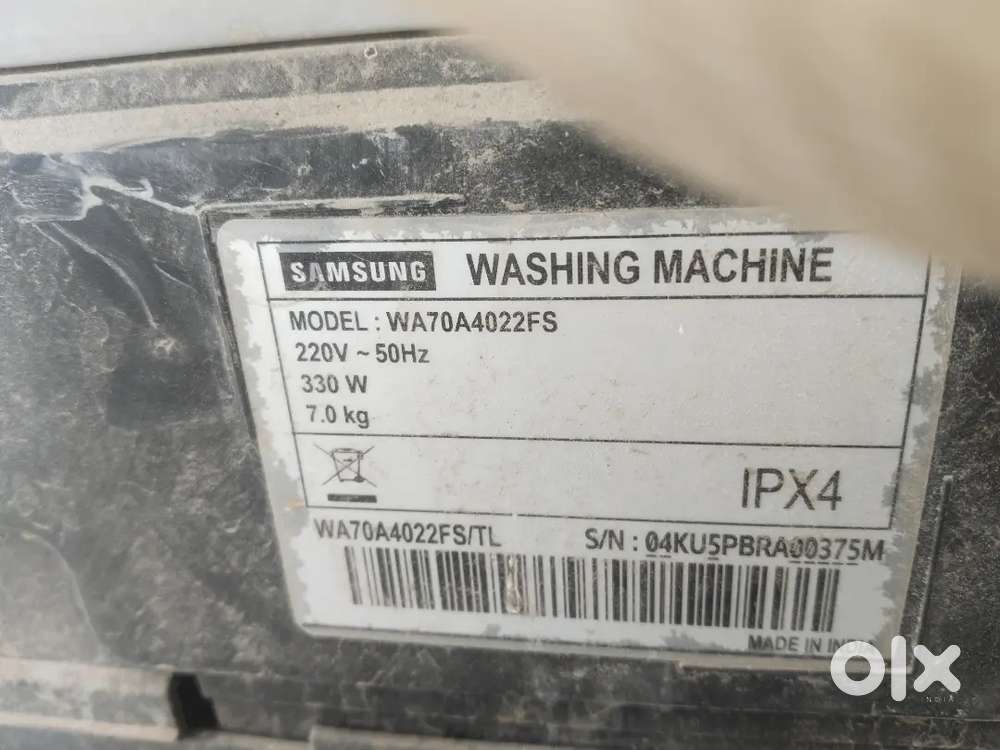 SAMSUNG WASHING MACHINE
MODEL : WA70A4022FS
220V ~ 50Hz
330 W
7.0 kg
IPX4
WA70A4022FS/TL S/N : 04KU5PBRA00375M
MADE IN INDIA
olx
INDIA